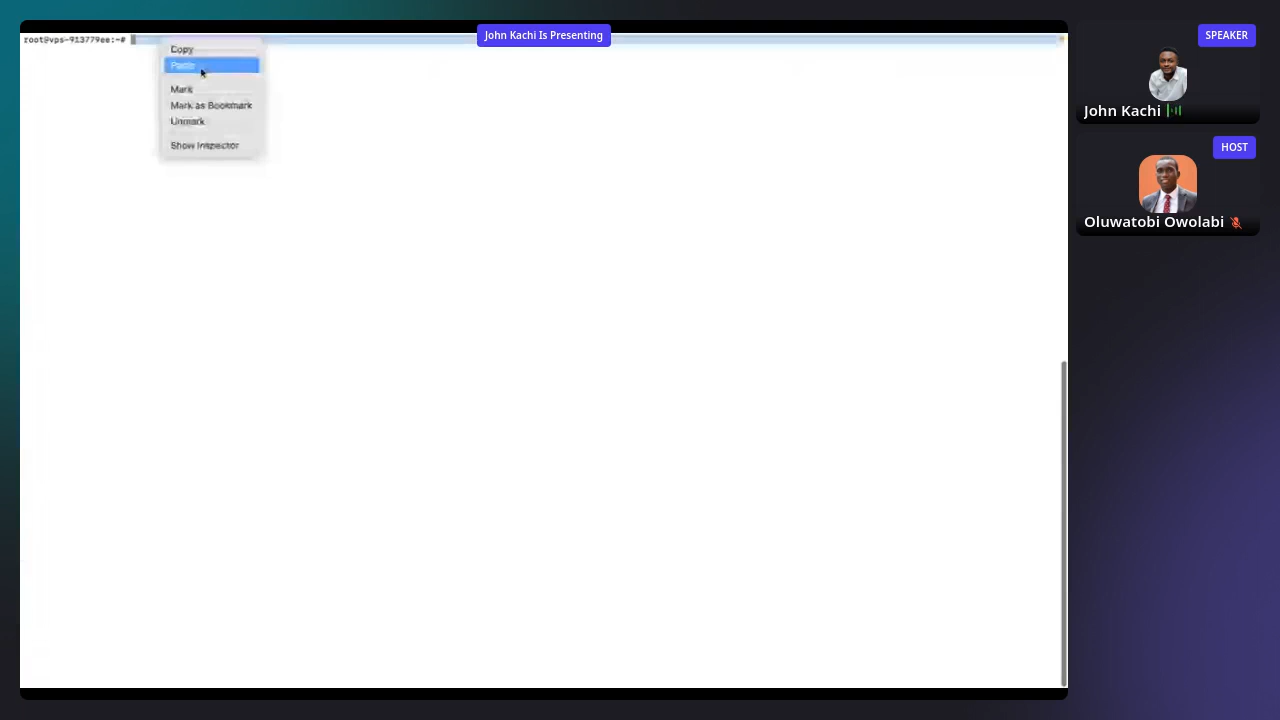 John Kachi Is Presenting
root@vps-913779ee:~#
Copy
Paste
Mark
Mark as Bookmark
Unmark
Show Inspector
SPEAKER
John Kachi
HOST
Oluwatobi Owolabi